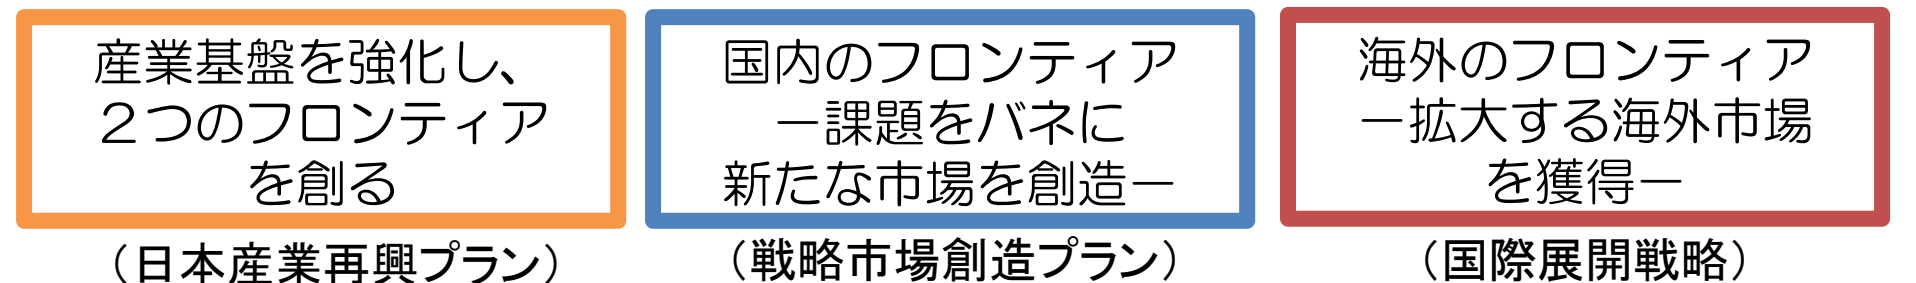 産業基盤を強化し、
２つのフロンティア
を創る
（日本産業再興プラン）
国内のフロンティア
－課題をバネに
新たな市場を創造－
（戦略市場創造プラン）
海外のフロンティア
－拡大する海外市場
を獲得－
（国際展開戦略）